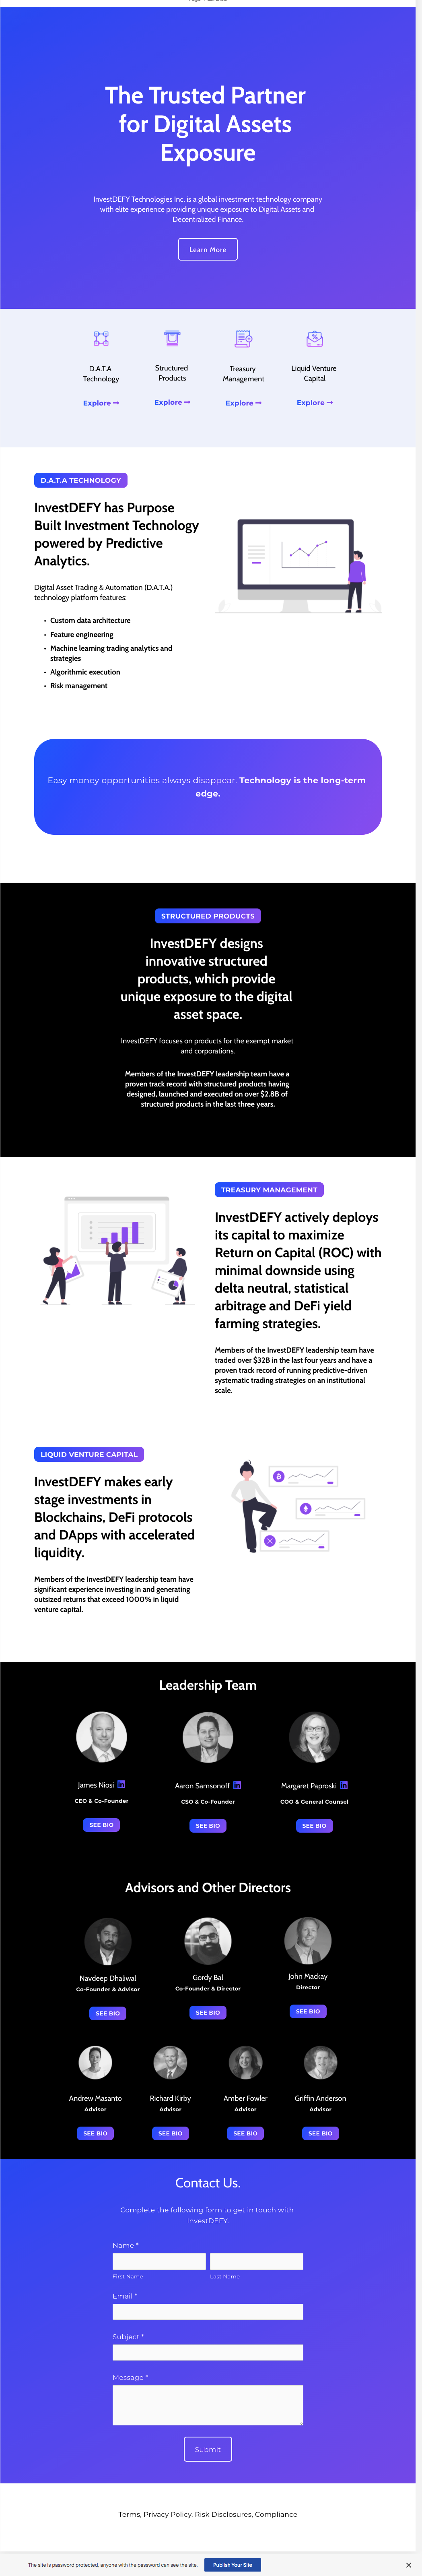 The Trusted Partner
for Digital Assets
Exposure
InvestDEFY Technologies Inc. is a global investment technology company
with elite experience providing unique exposure to Digital Assets and
Decentralized Finance.
Learn More
D.A.T.A
Technology
Explore ➞
Structured
Products
Explore ➞
Treasury
Management
Explore ➞
Liquid Venture
Capital
Explore ➞
D.A.T.A TECHNOLOGY
InvestDEFY has Purpose
Built Investment Technology
powered by Predictive
Analytics.
Digital Asset Trading & Automation (D.A.T.A.)
technology platform features:
• Custom data architecture
• Feature engineering
• Machine learning trading analytics and
strategies
• Algorithmic execution
• Risk management
Easy money opportunities always disappear. Technology is the long-term
edge.
STRUCTURED PRODUCTS
InvestDEFY designs
innovative structured
products, which provide
unique exposure to the digital
asset space.
InvestDEFY focuses on products for the exempt market
and corporations.
Members of the InvestDEFY leadership team have a
proven track record with structured products having
designed, launched and executed on over $2.8B of
structured products in the last three years.
TREASURY MANAGEMENT
InvestDEFY actively deploys
its capital to maximize
Return on Capital (ROC) with
minimal downside using
delta neutral, statistical
arbitrage and DeFi yield
farming strategies.
Members of the InvestDEFY leadership team have
traded over $32B in the last four years and have a
proven track record of running predictive-driven
systematic trading strategies on an institutional
scale.
LIQUID VENTURE CAPITAL
InvestDEFY makes early
stage investments in
Blockchains, DeFi protocols
and DApps with accelerated
liquidity.
Members of the InvestDEFY leadership team have
significant experience investing in and generating
outsized returns that exceed 1000% in liquid
venture capital.
Leadership Team
James Niosi in
CEO & Co-Founder
SEE BIO
Aaron Samsonoff in
CSO & Co-Founder
SEE BIO
Margaret Paproski in
COO & General Counsel
SEE BIO
Advisors and Other Directors
Navdeep Dhaliwal
Co-Founder & Advisor
SEE BIO
Gordy Bal
Co-Founder & Director
SEE BIO
John Mackay
Director
SEE BIO
Andrew Masanto
Advisor
SEE BIO
Richard Kirby
Advisor
SEE BIO
Amber Fowler
Advisor
SEE BIO
Griffin Anderson
Advisor
SEE BIO
Contact Us.
Complete the following form to get in touch with
InvestDEFY.
Name *
First Name
Last Name
Email *
Subject *
Message *
Submit
Terms, Privacy Policy, Risk Disclosures, Compliance
The site is password protected, anyone with the password can see the site.
Publish Your Site